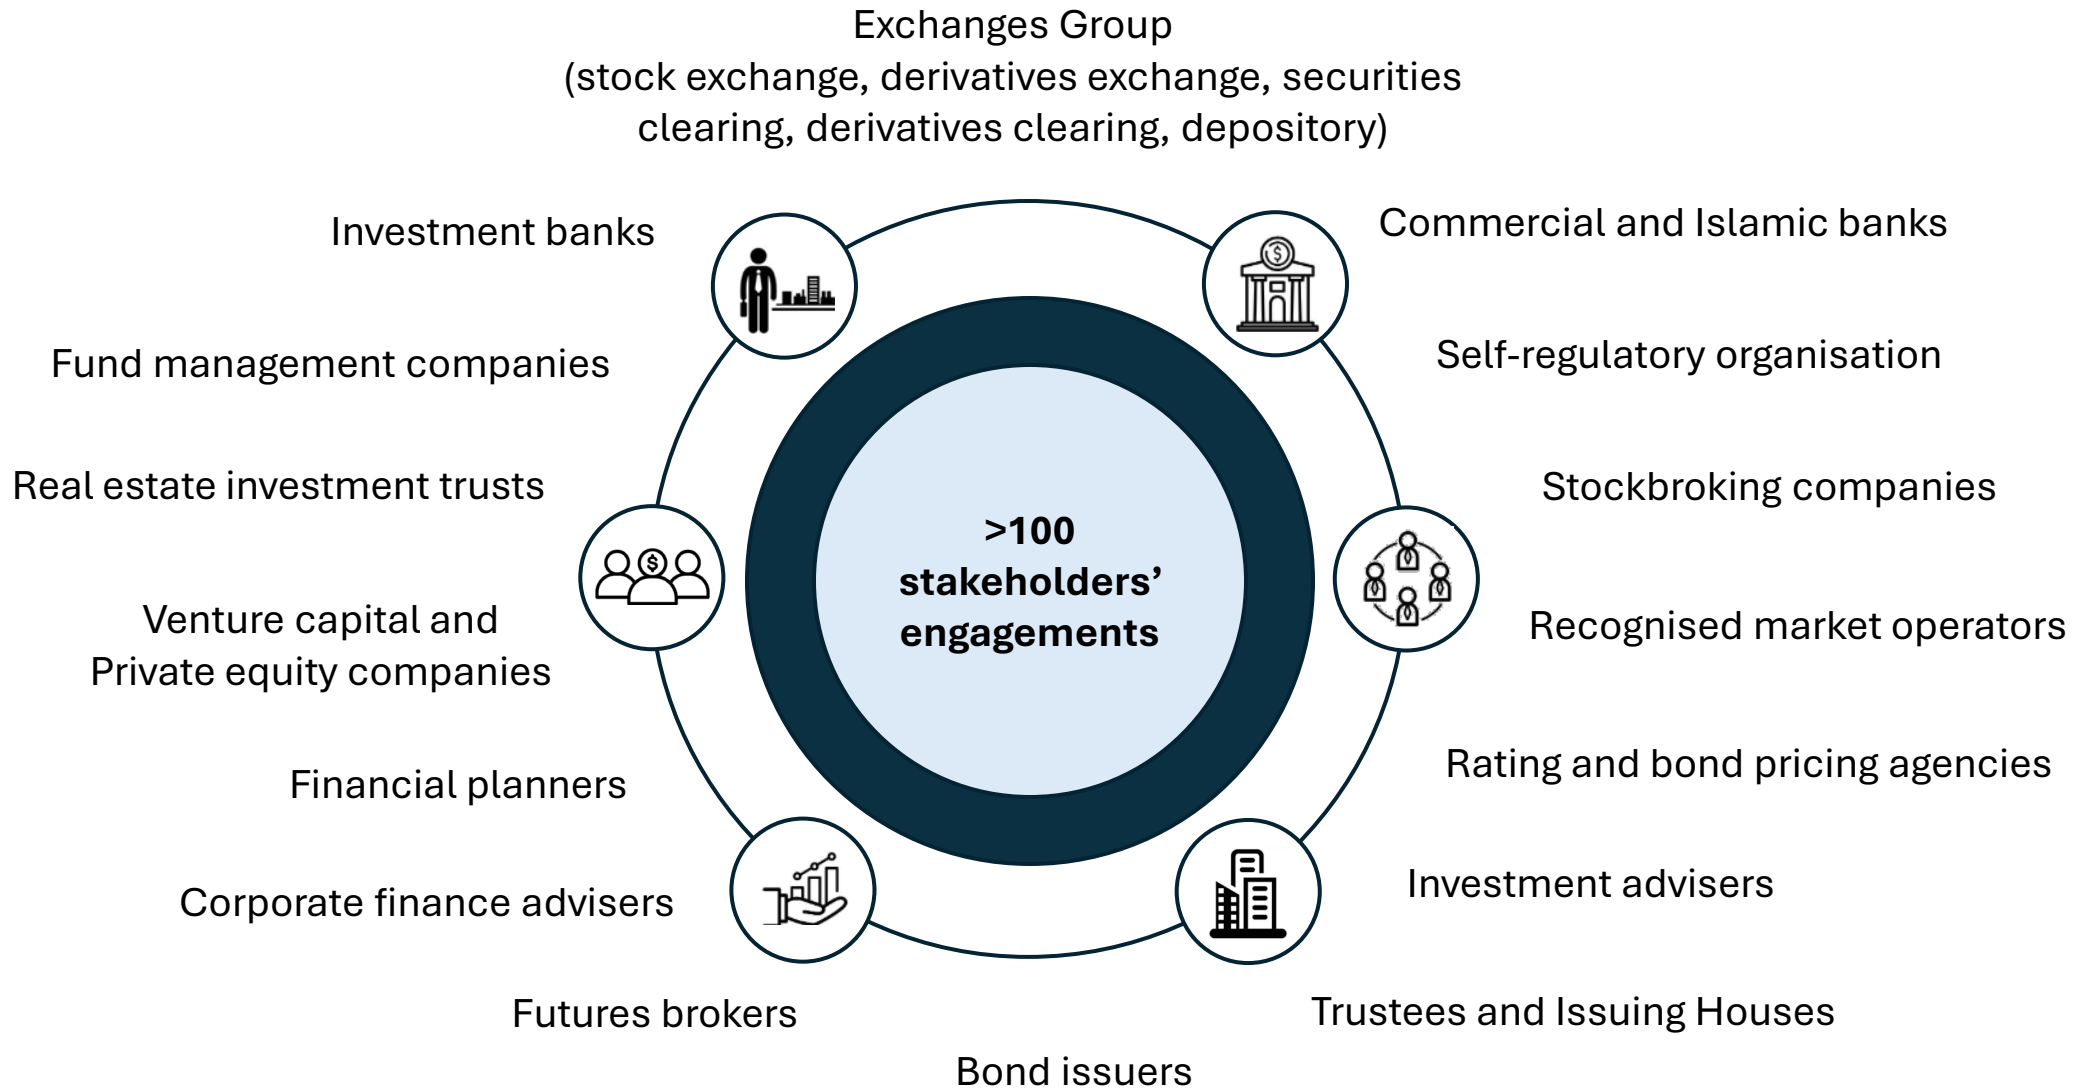 Exchanges Group
(stock exchange, derivatives exchange, securities
clearing, derivatives clearing, depository)
Investment banks
Commercial and Islamic banks
Fund management companies
Self-regulatory organisation
Real estate investment trusts
Stockbroking companies
>100
stakeholders’
engagements
Venture capital and
Private equity companies
Recognised market operators
Financial planners
Rating and bond pricing agencies
Corporate finance advisers
Investment advisers
Futures brokers
Trustees and Issuing Houses
Bond issuers